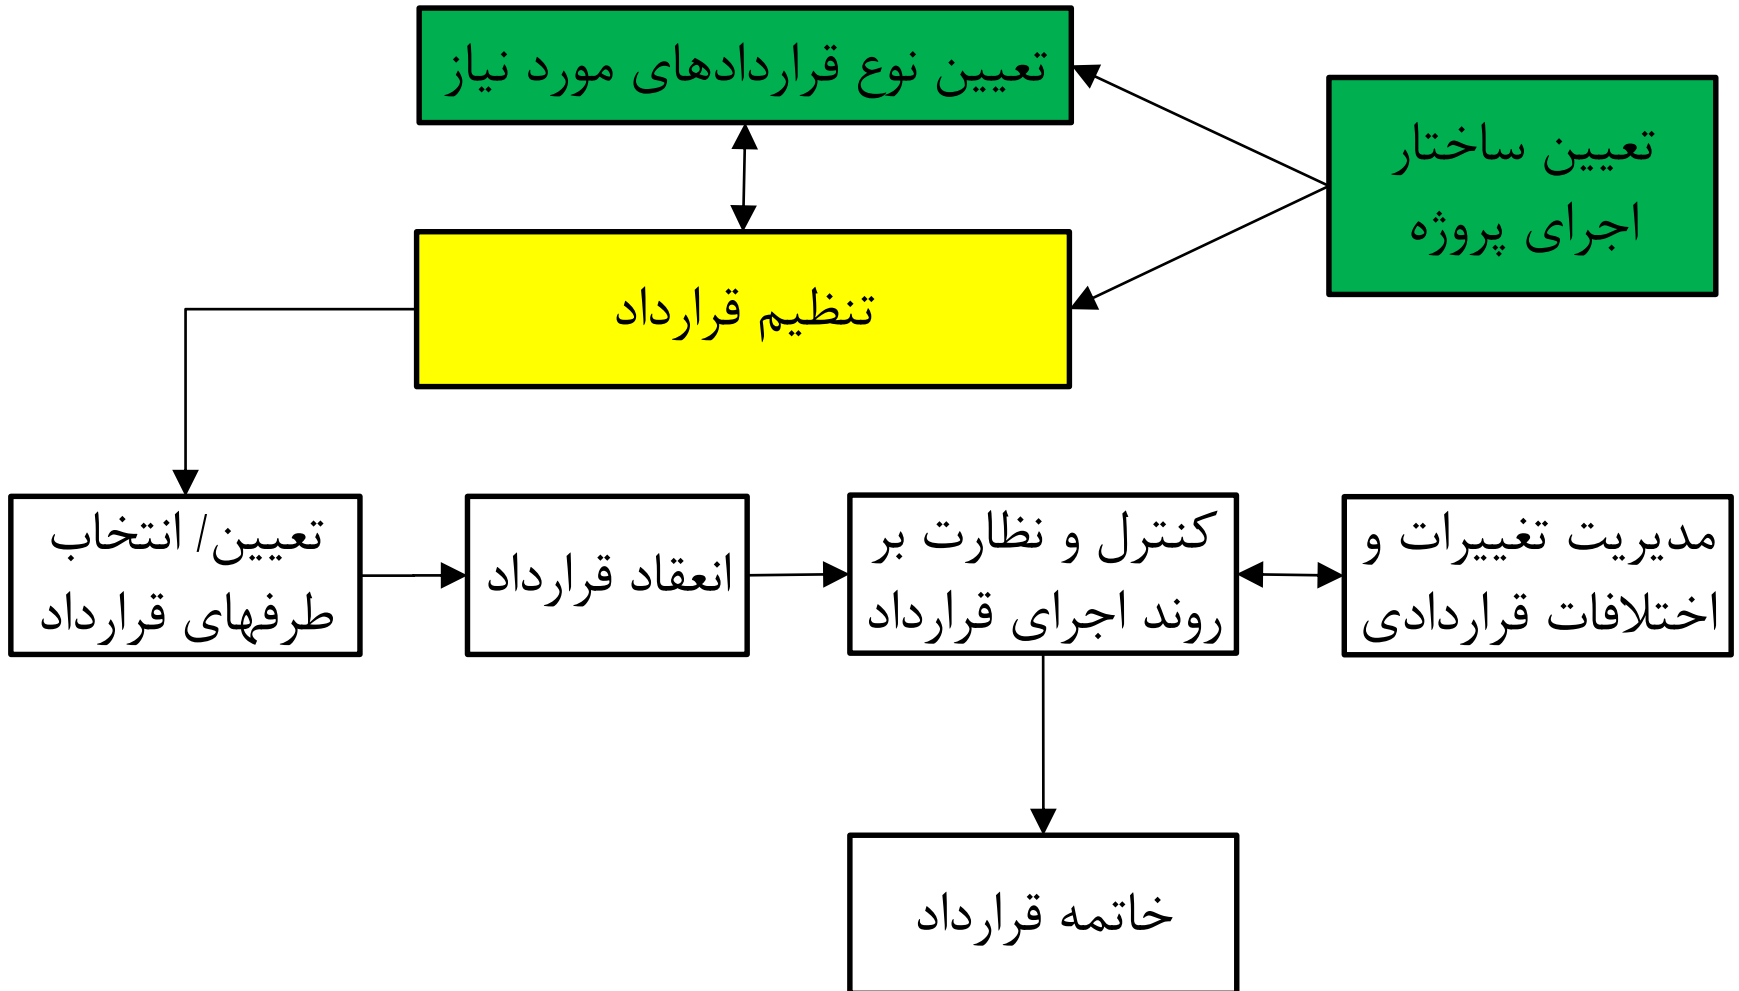 تعیین نوع قراردادهای مورد نیاز
تعیین ساختار
اجرای پروژه
تنظیم قرارداد
تعیین/ انتخاب
طرفهای قرارداد
انعقاد قرارداد
کنترل و نظارت بر
روند اجرای قرارداد
مدیریت تغییرات و
اختلافات قراردادی
خاتمه قرارداد